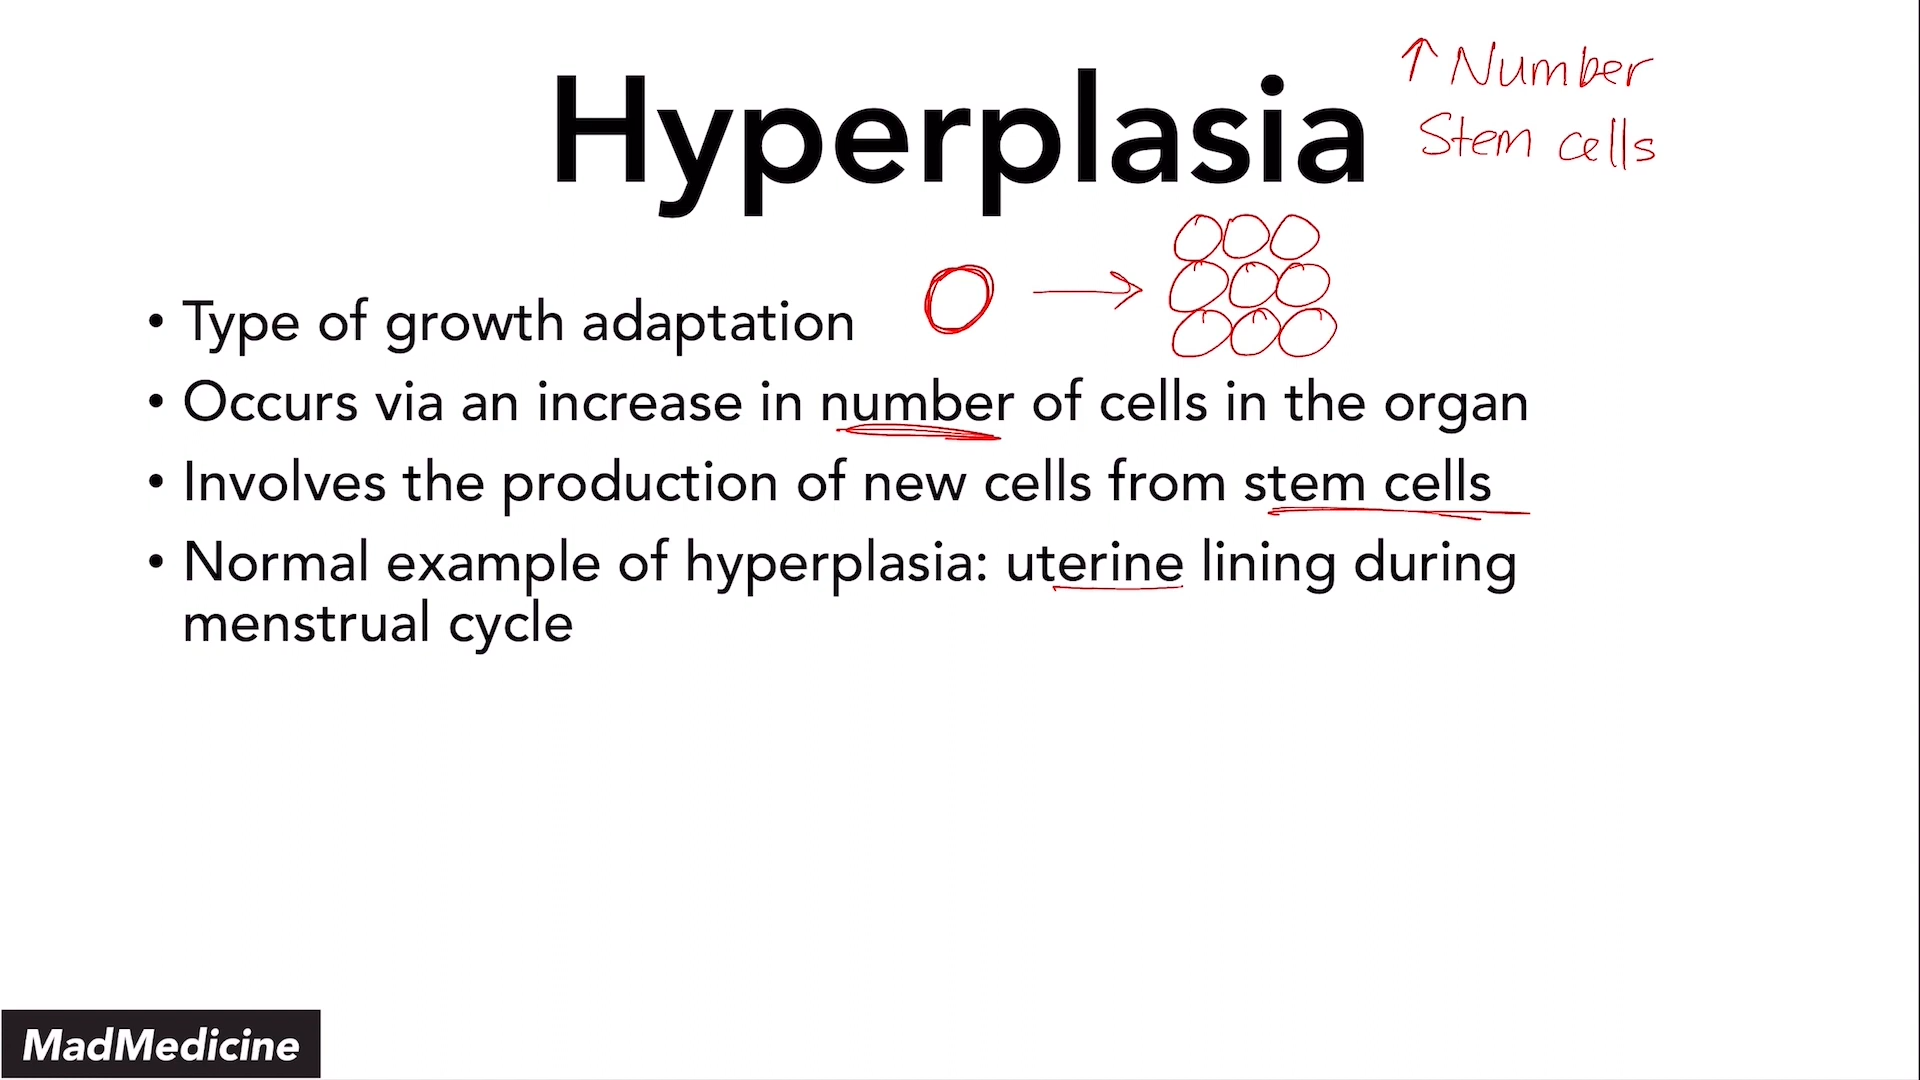 Hyperplasia
↑ Number
Stem cells
• Type of growth adaptation
• Occurs via an increase in number of cells in the organ
• Involves the production of new cells from stem cells
• Normal example of hyperplasia: uterine lining during
menstrual cycle
MadMedicine